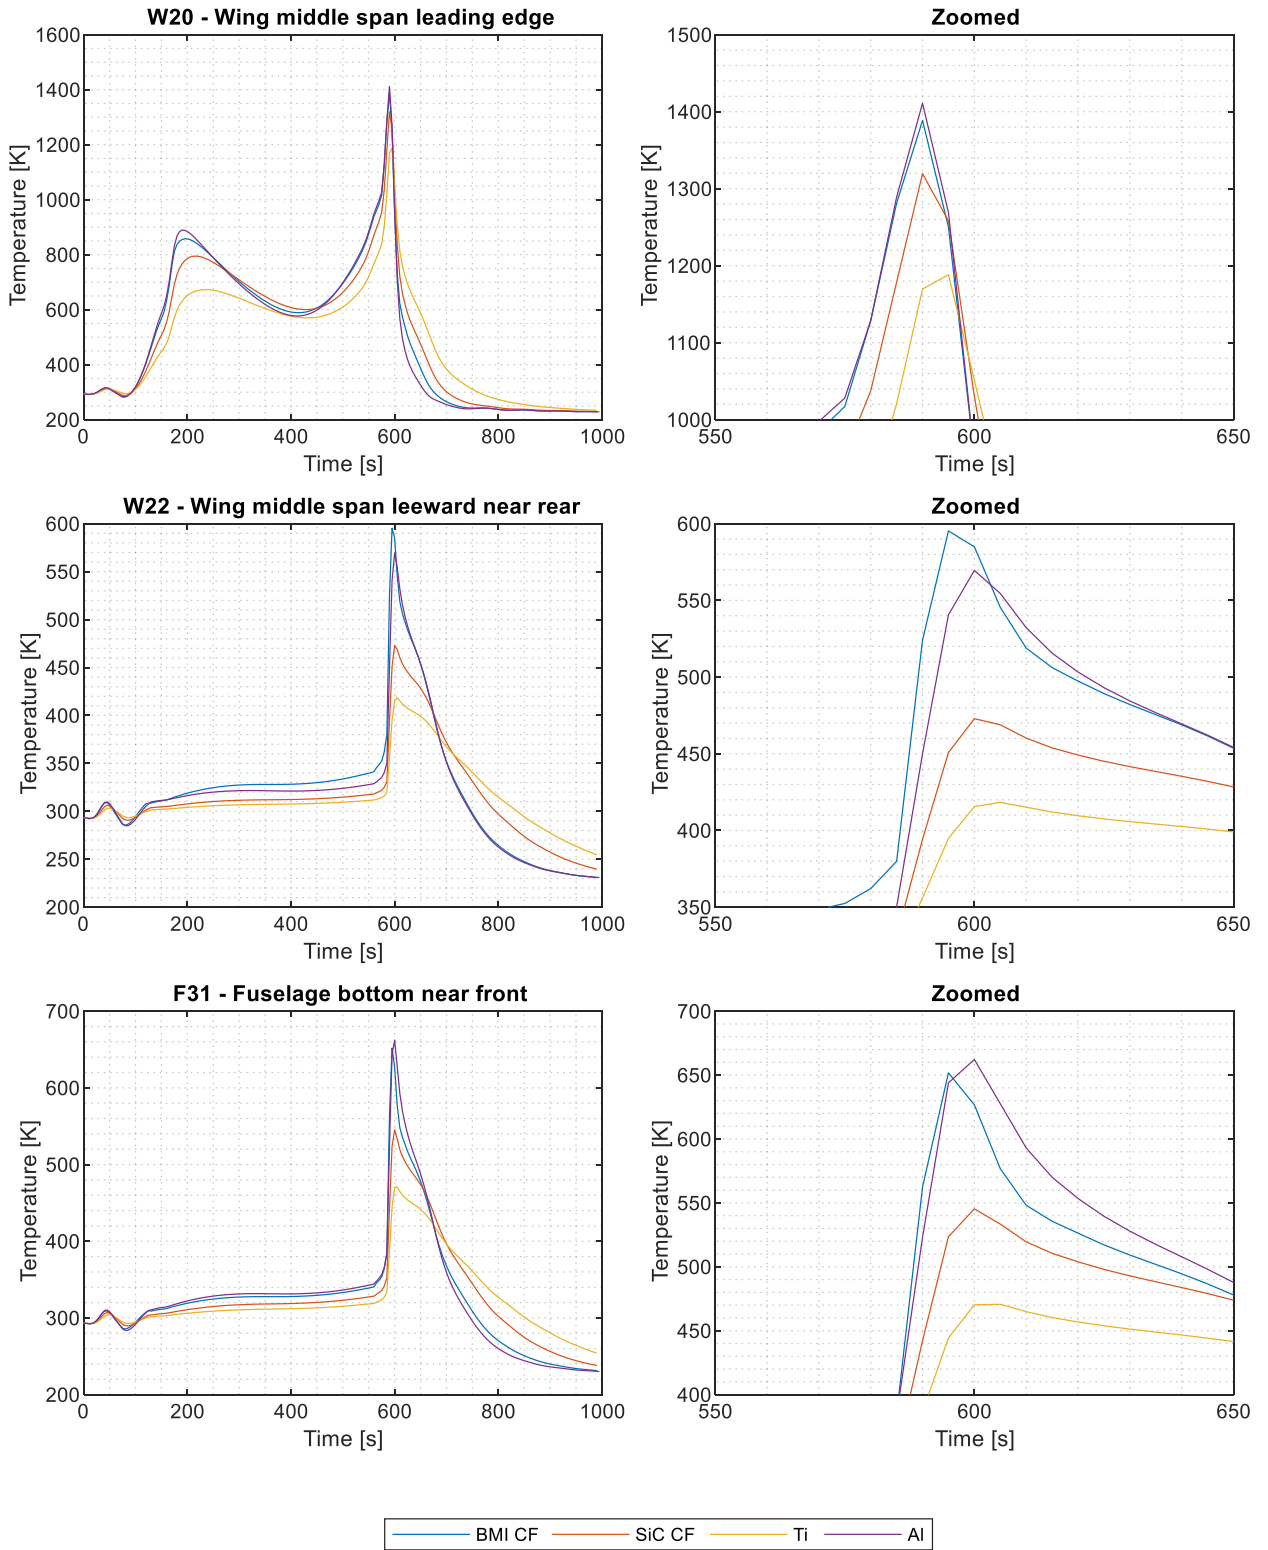 W20 - Wing middle span leading edge
Temperature [K]
1600
1400
1200
1000
800
600
400
200
0 200 400 600 800 1000
Time [s]
Zoomed
Temperature [K]
1500
1400
1300
1200
1100
1000
550 600 650
Time [s]
W22 - Wing middle span leeward near rear
Temperature [K]
600
550
500
450
400
350
300
250
200
0 200 400 600 800 1000
Time [s]
Zoomed
Temperature [K]
600
550
500
450
400
350
550 600 650
Time [s]
F31 - Fuselage bottom near front
Temperature [K]
700
600
500
400
300
200
0 200 400 600 800 1000
Time [s]
Zoomed
Temperature [K]
700
650
600
550
500
450
400
550 600 650
Time [s]
BMI CF SiC CF Ti Al